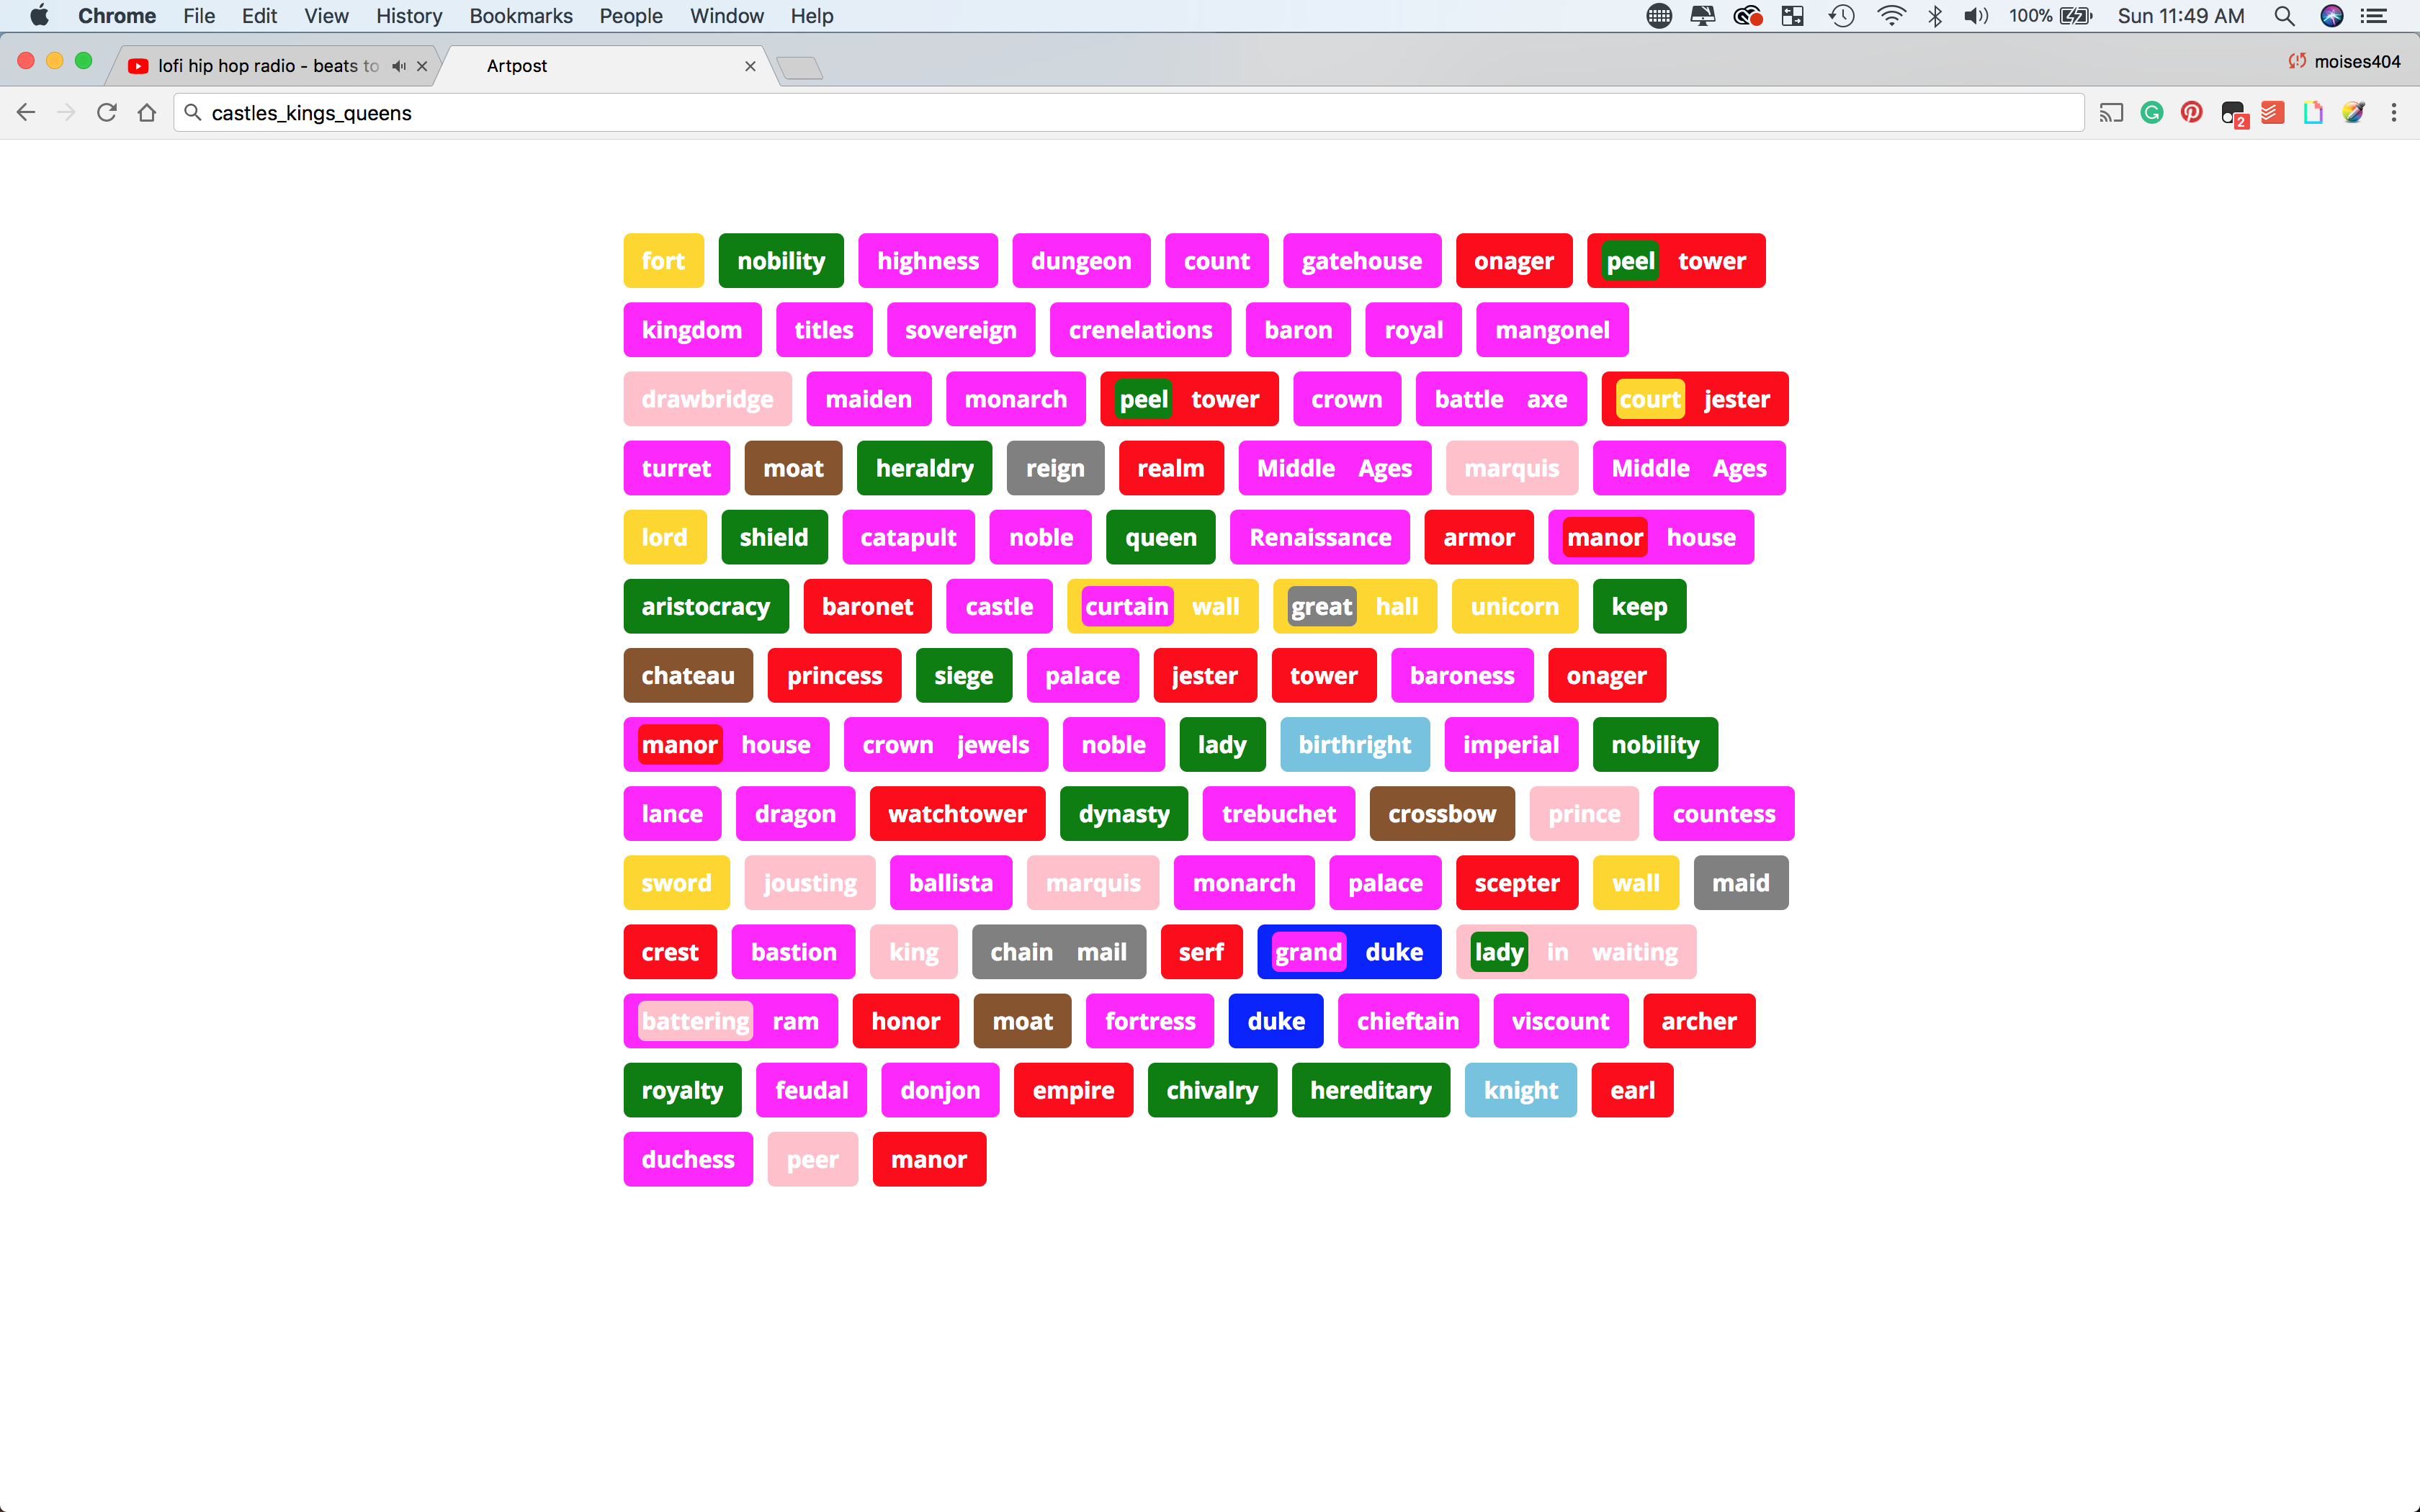 Chrome File Edit View History Bookmarks People Window Help 100% Sun 11:49 AM
lofi hip hop radio - beats to Artpost moises404
castles_kings_queens 2
fort nobility highness dungeon count gatehouse onager peel tower
kingdom titles sovereign crenelations baron royal mangonel
drawbridge maiden monarch peel tower crown battle axe court jester
turret moat heraldry reign realm Middle Ages marquis Middle Ages
lord shield catapult noble queen Renaissance armor manor house
aristocracy baronet castle curtain wall great hall unicorn keep
chateau princess siege palace jester tower baroness onager
manor house crown jewels noble lady birthright imperial nobility
lance dragon watchtower dynasty trebuchet crossbow prince countess
sword jousting ballista marquis monarch palace scepter wall maid
crest bastion king chain mail serf grand duke lady in waiting
battering ram honor moat fortress duke chieftain viscount archer
royalty feudal donjon empire chivalry hereditary knight earl
duchess peer manor